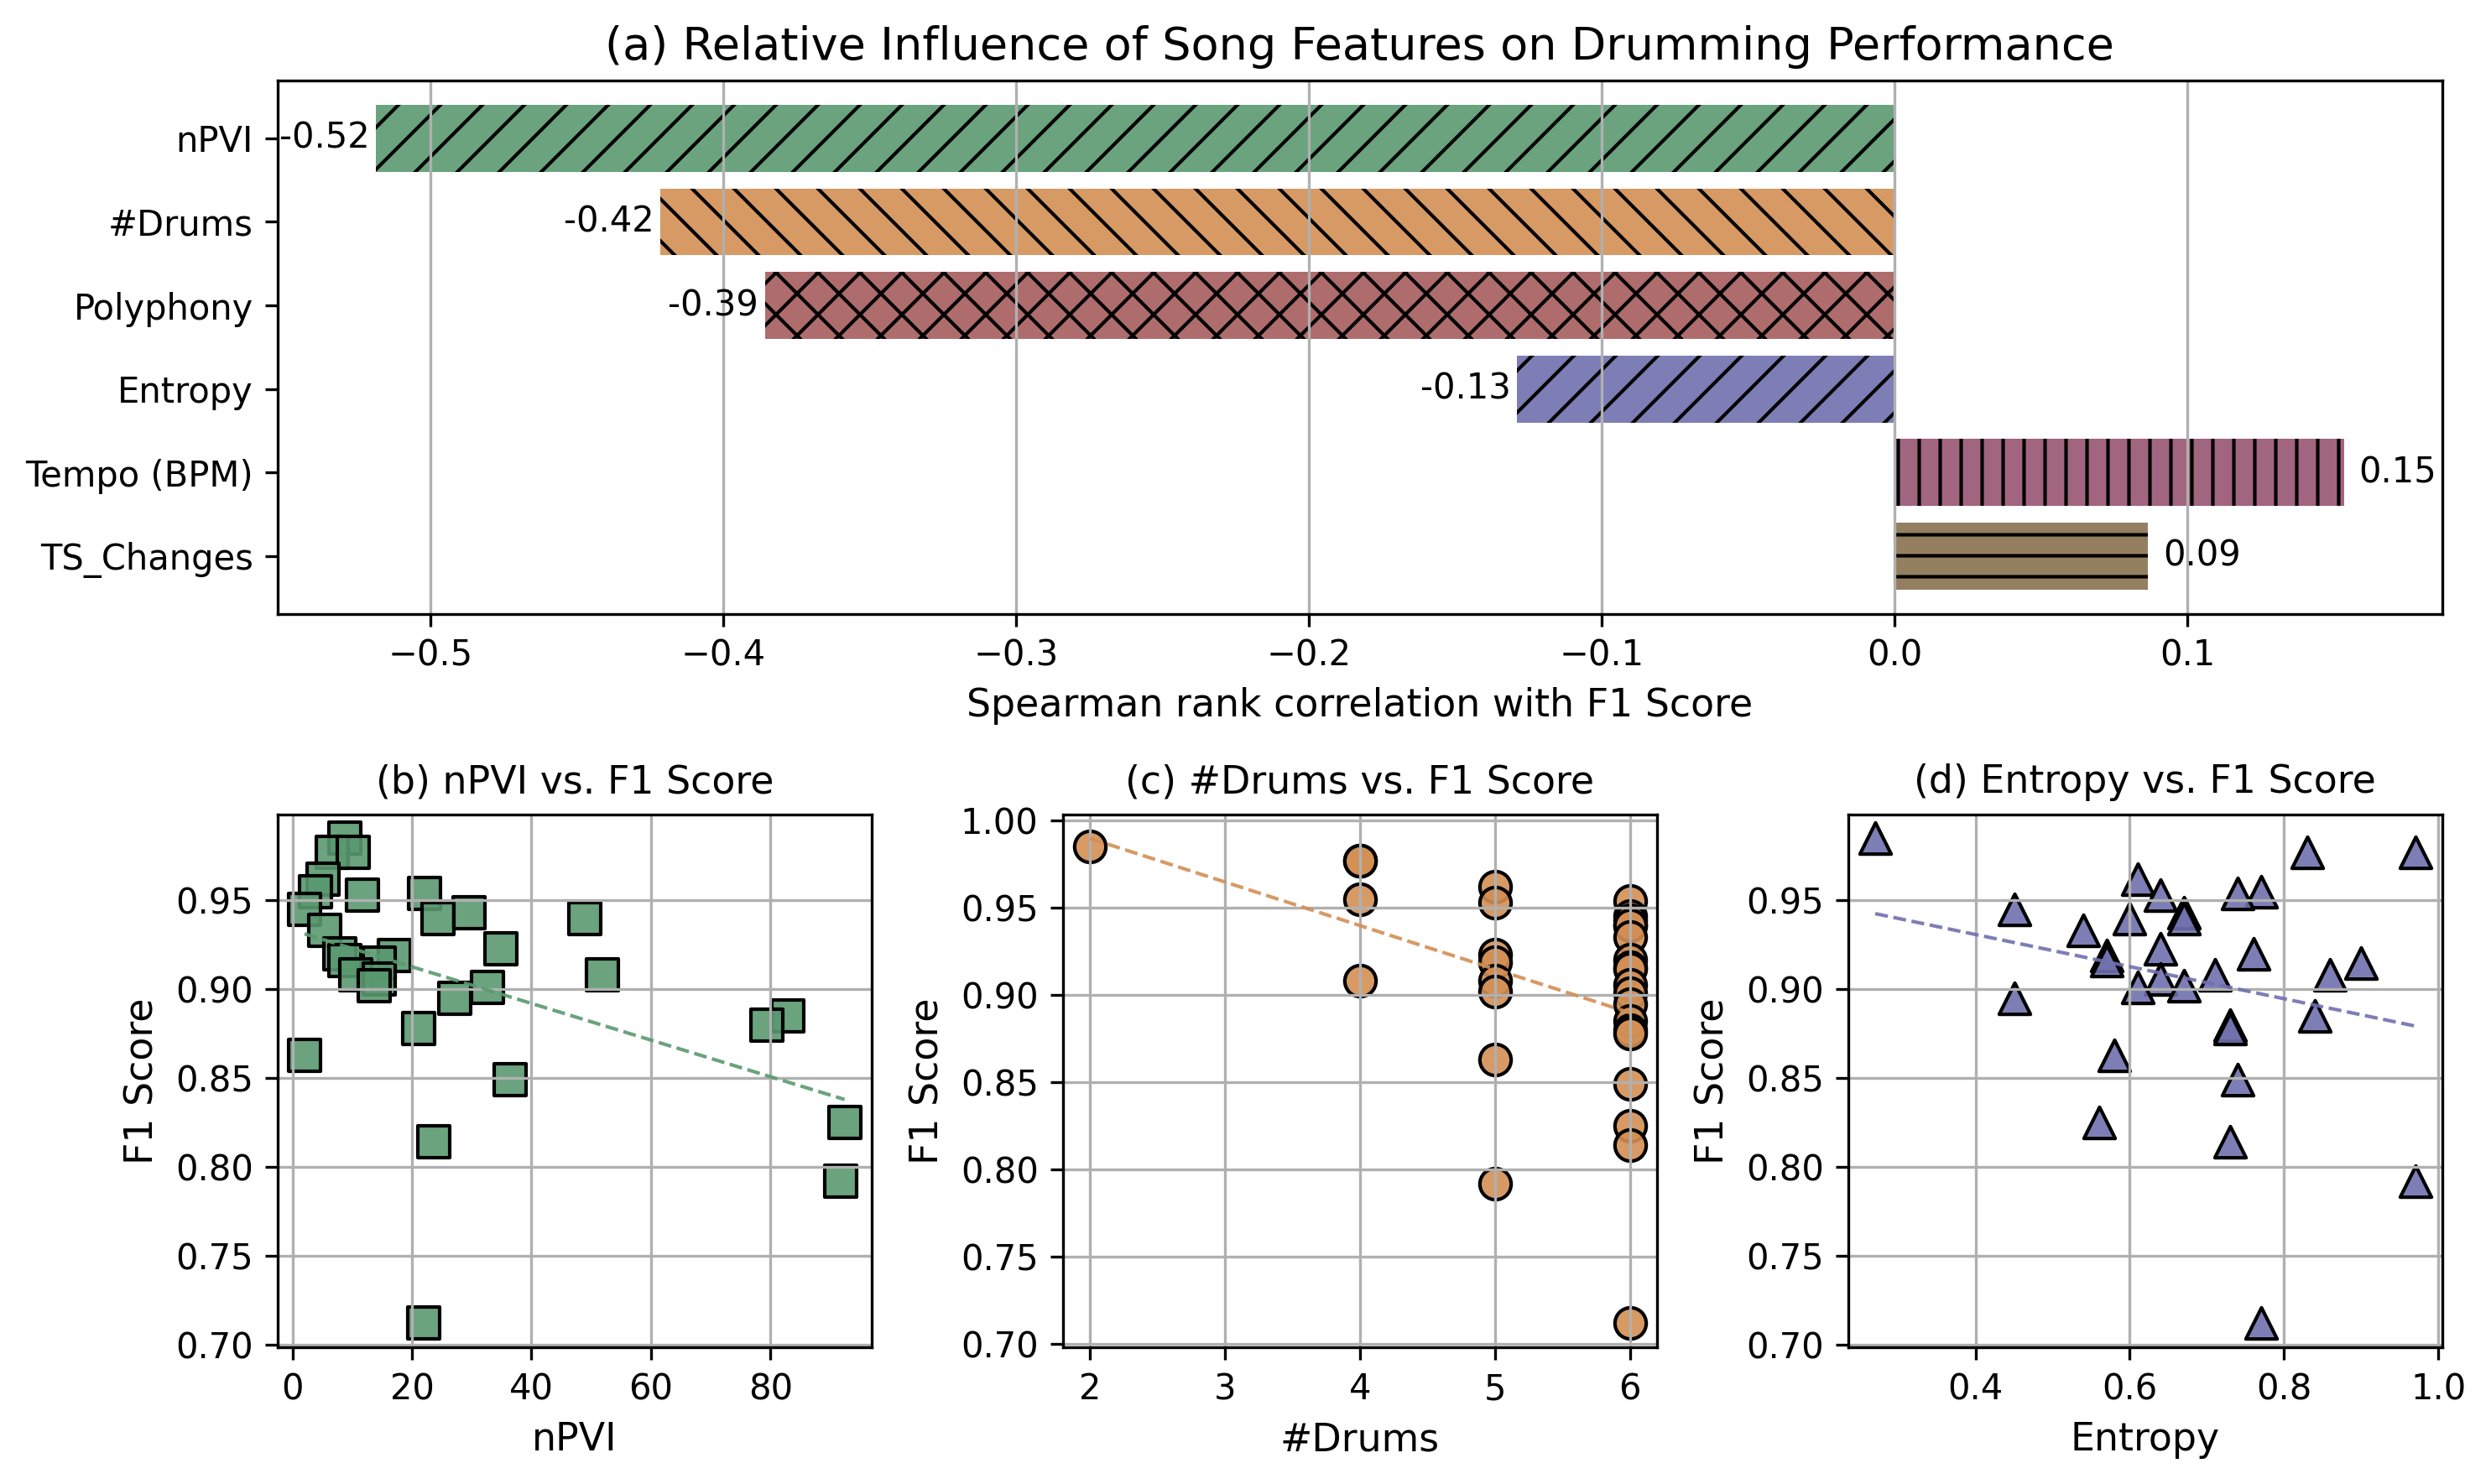 (a) Relative Influence of Song Features on Drumming Performance
nPVI
-0.52
#Drums
-0.42
Polyphony
-0.39
Entropy
-0.13
Tempo (BPM)
0.15
TS_Changes
0.09
−0.5 −0.4 −0.3 −0.2 −0.1 0.0 0.1
Spearman rank correlation with F1 Score
(b) nPVI vs. F1 Score
F1 Score
0.95
0.90
0.85
0.80
0.75
0.70
0 20 40 60 80
nPVI
(c) #Drums vs. F1 Score
F1 Score
1.00
0.95
0.90
0.85
0.80
0.75
0.70
2 3 4 5 6
#Drums
(d) Entropy vs. F1 Score
F1 Score
0.95
0.90
0.85
0.80
0.75
0.70
0.4 0.6 0.8 1.0
Entropy